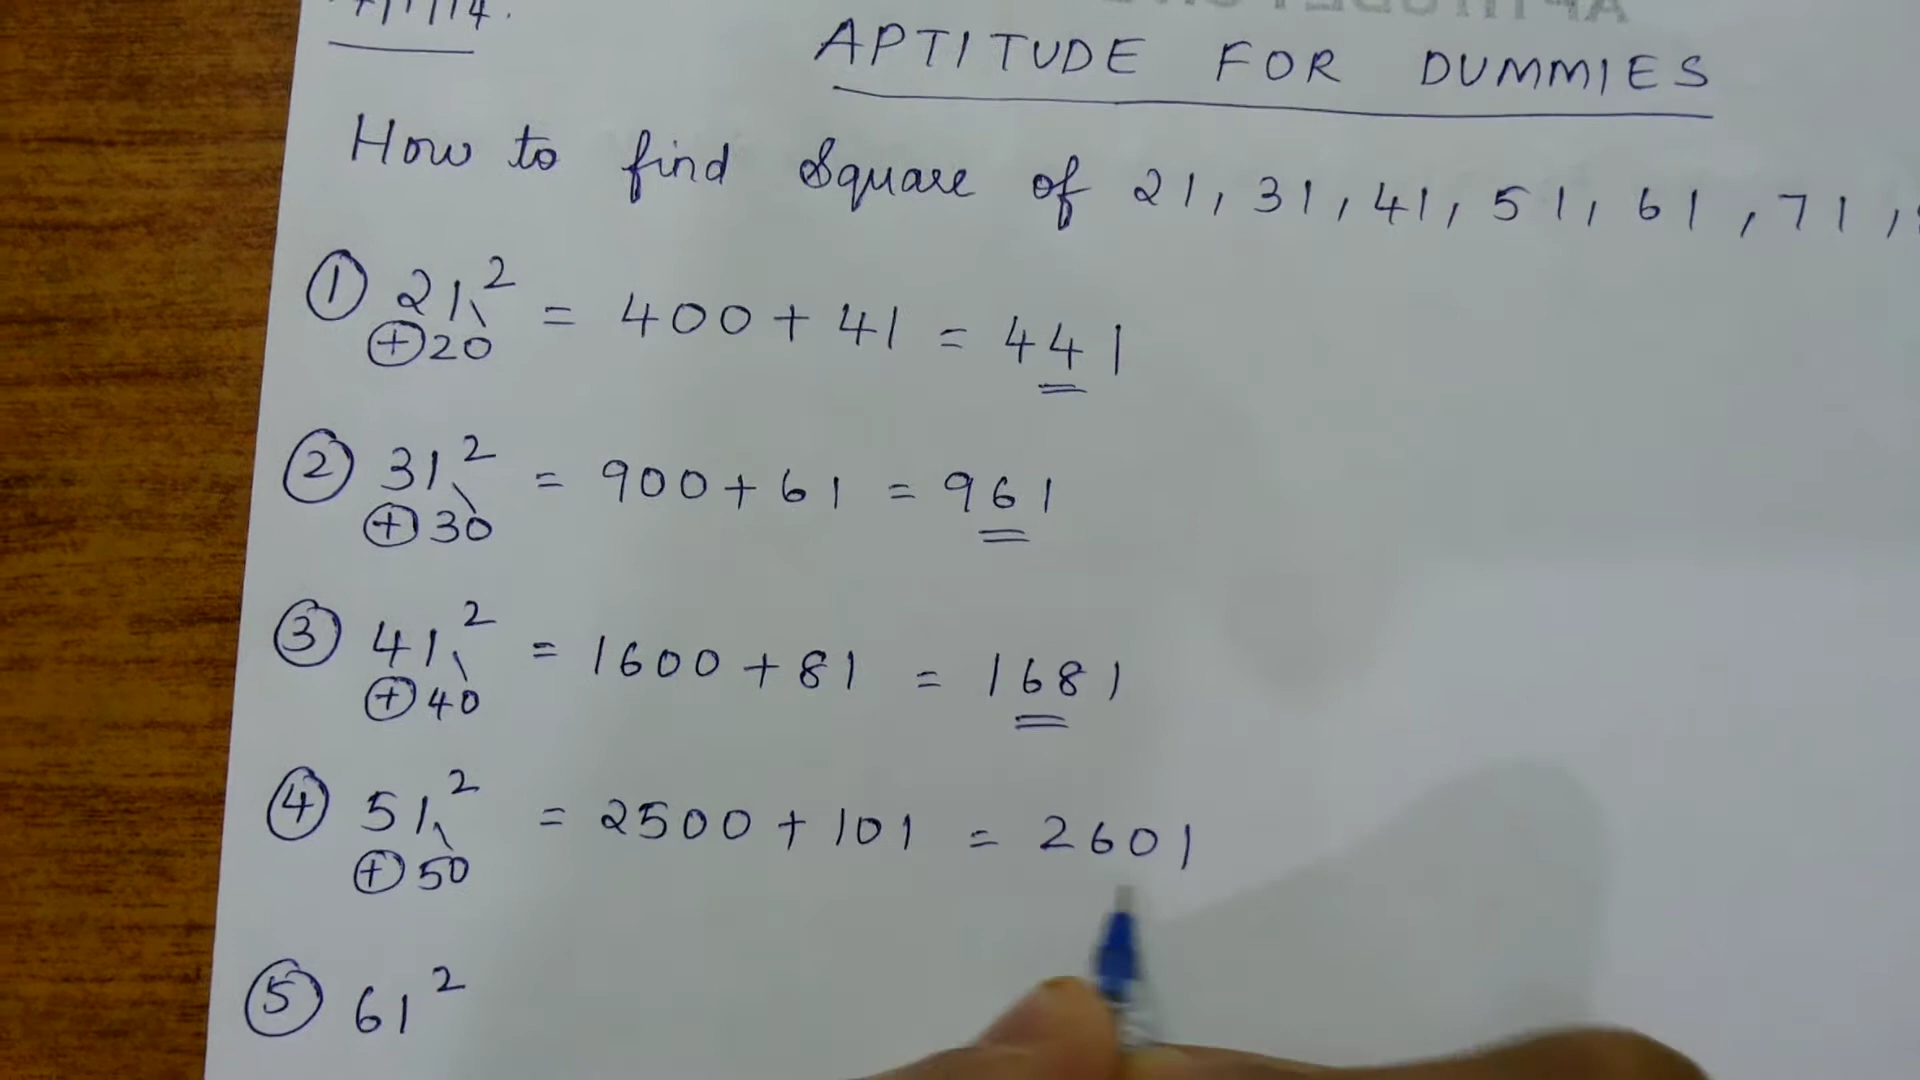 APTITUDE FOR DUMMIES
How to find Square of 21, 31, 41, 51, 61, 71,
① 21² = 400 + 41 = 441
⊕ 20
② 31² = 900 + 61 = 961
⊕ 30
③ 41² = 1600 + 81 = 1681
⊕ 40
④ 51² = 2500 + 101 = 2601
⊕ 50
⑤ 61²